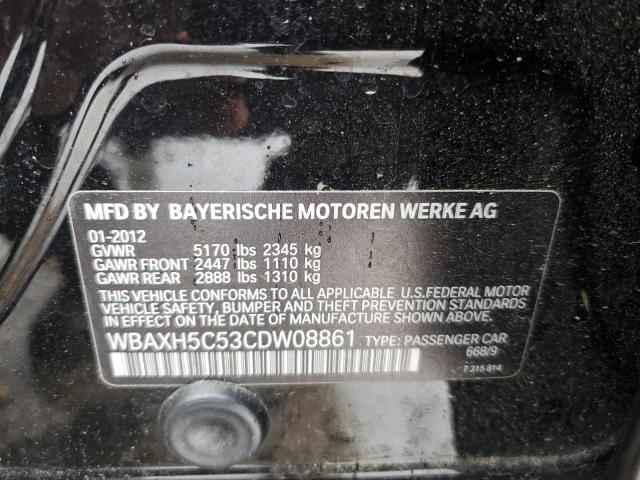 MFD BY BAYERISCHE MOTOREN WERKE AG
01-2012
GVWR 5170 lbs 2345 kg
GAWR FRONT 2447 lbs 1110 kg
GAWR REAR 2888 lbs 1310 kg
THIS VEHICLE CONFORMS TO ALL APPLICABLE U.S.FEDERAL MOTOR
VEHICLE SAFETY, BUMPER AND THEFT PREVENTION STANDARDS
IN EFFECT ON DATE OF MANUFACTURE SHOWN ABOVE.
WBAXH5C53CDW08861 TYPE: PASSENGER CAR
668/9
7 315 814